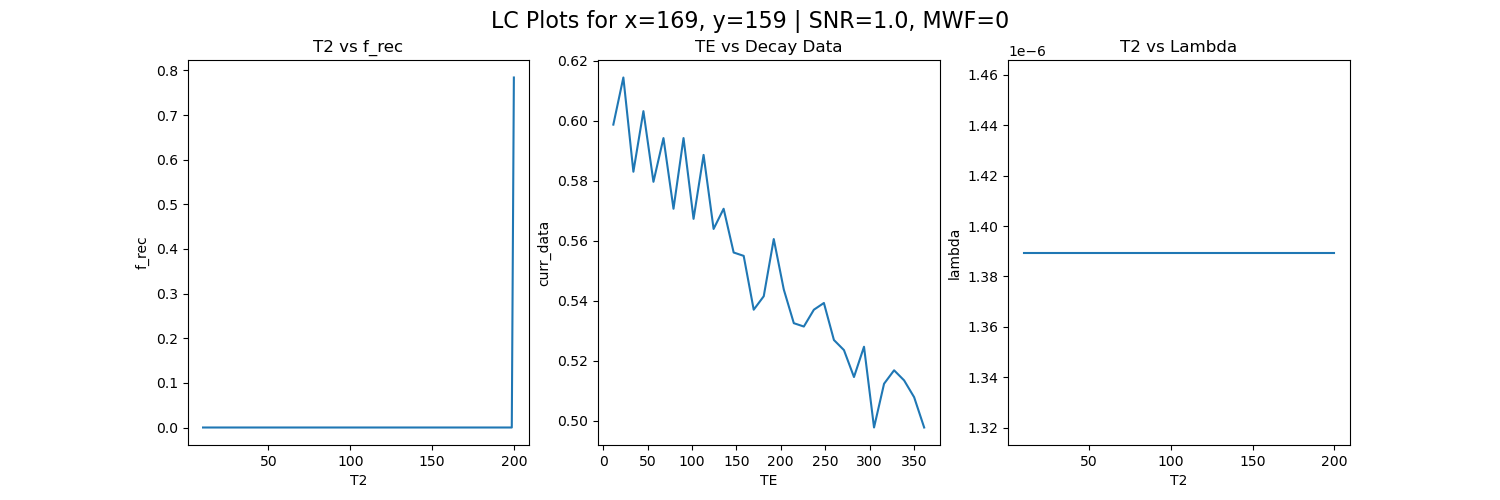 LC Plots for x=169, y=159 | SNR=1.0, MWF=0
T2 vs f_rec
0.8
0.7
0.6
0.5
0.4
0.3
0.2
0.1
0.0
f_rec
50 100 150 200
T2
TE vs Decay Data
0.62
0.60
0.58
0.56
0.54
0.52
0.50
curr_data
0 50 100 150 200 250 300 350
TE
T2 vs Lambda
1e−6
1.46
1.44
1.42
1.40
1.38
1.36
1.34
1.32
lambda
50 100 150 200
T2